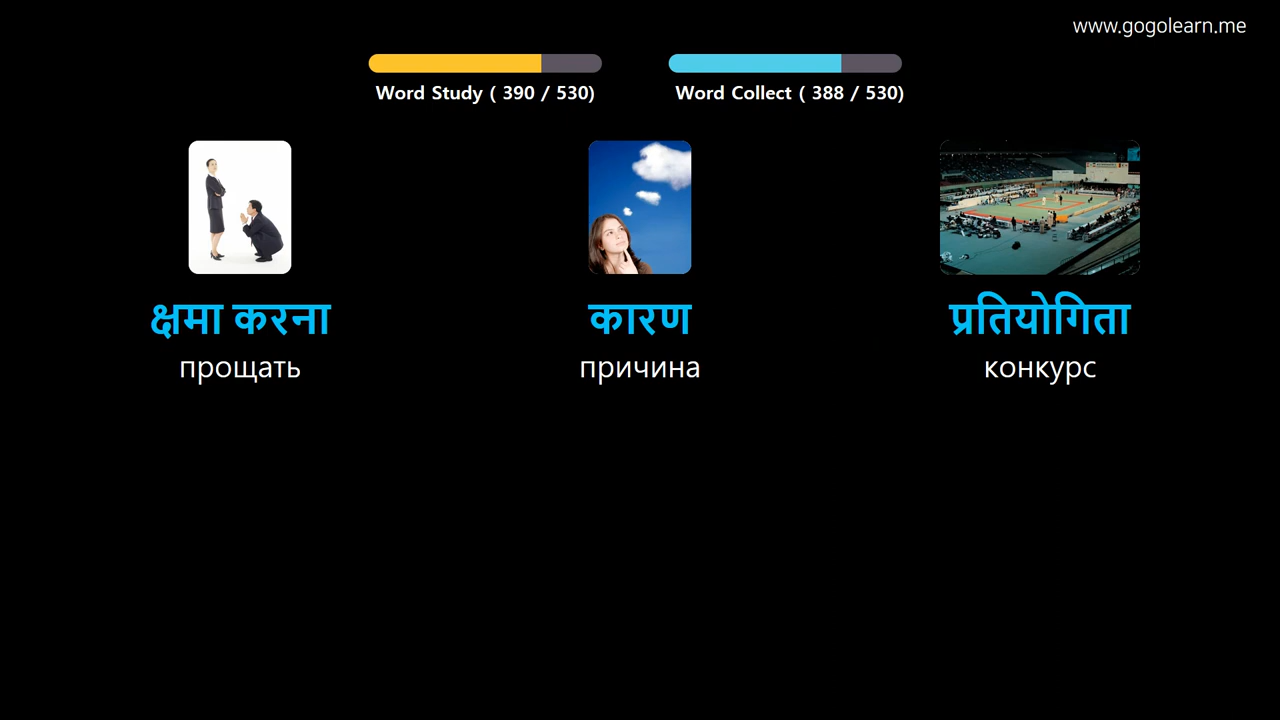 www.gogolearn.me
Word Study ( 390 / 530)
Word Collect ( 388 / 530)
क्षमा करना
прощать
कारण
причина
प्रतियोगिता
конкурс